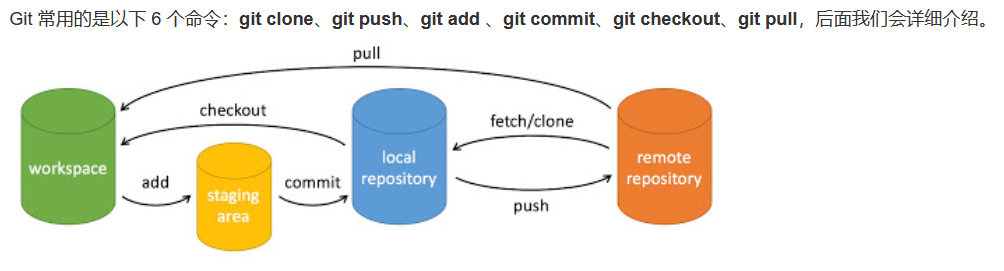 Git 常用的是以下 6 个命令：git clone、git push、git add 、git commit、git checkout、git pull，后面我们会详细介绍。
pull
checkout
fetch/clone
workspace
local
repository
remote
repository
add
staging
area
commit
push